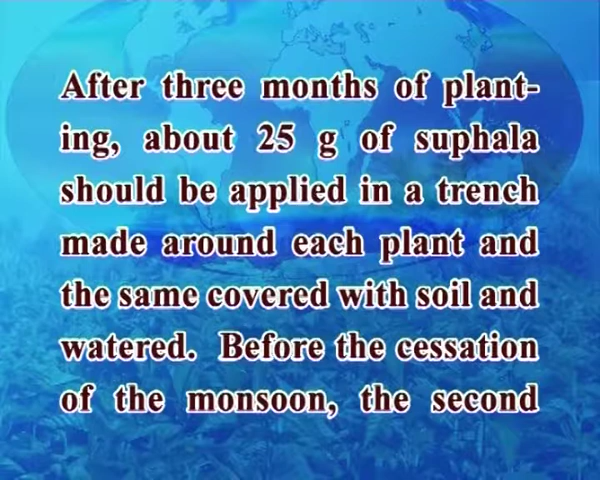 After three months of plant-
ing, about 25 g of suphala
should be applied in a trench
made around each plant and
the same covered with soil and
watered. Before the cessation
of the monsoon, the second